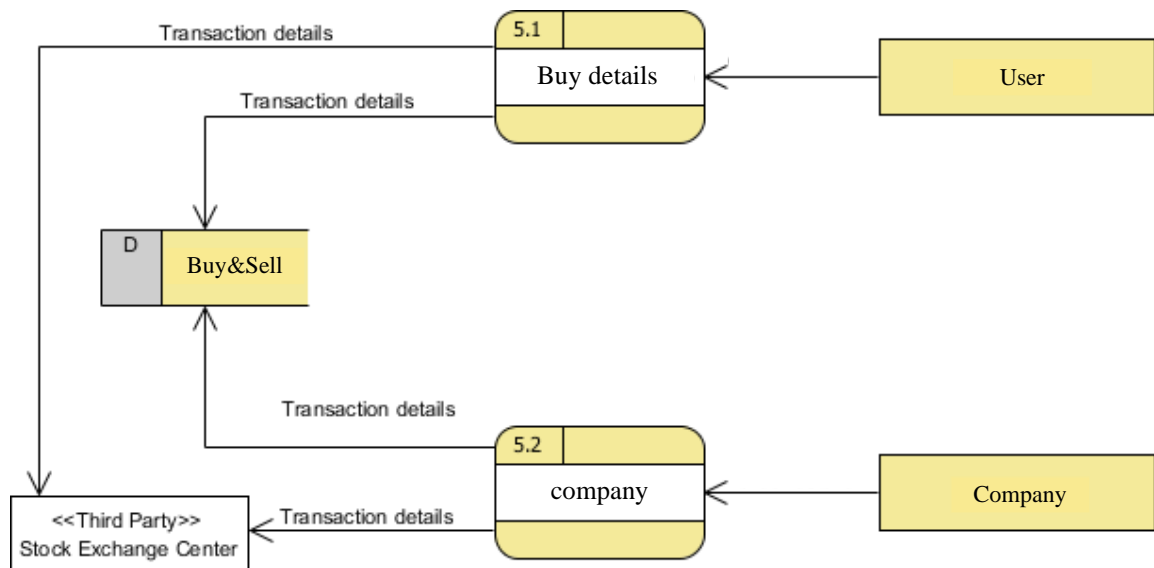 Transaction details
5.1
Buy details
User
Transaction details
D
Buy&Sell
Transaction details
5.2
company
Company
<<Third Party>>
Stock Exchange Center
Transaction details